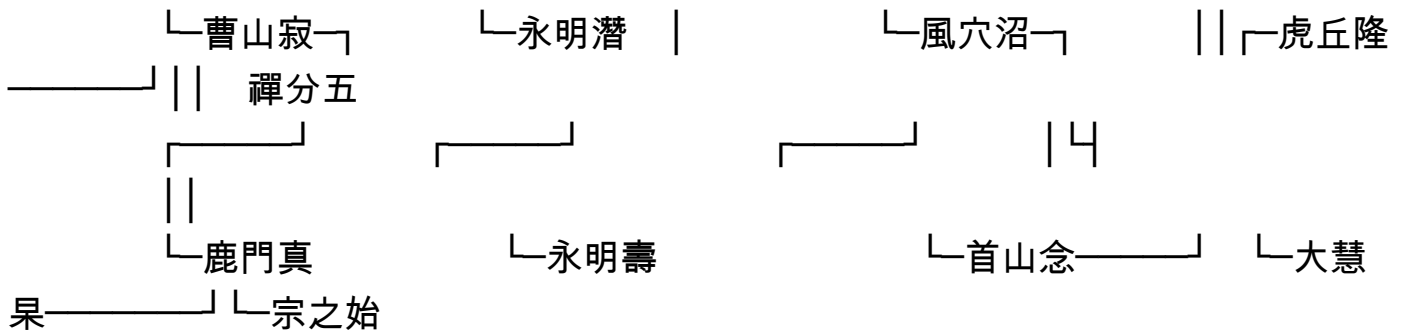 └─曹山寂─┐ └─永明潛 │ └─風穴沼─┐ ││┌─虎丘隆
─────┘││ 禪分五
┌────┘ ┌────┘ ┌────┘ │└┤
││
└─鹿門真 └─永明壽 └─首山念────┘ └─大慧
杲──────┘└─宗之始